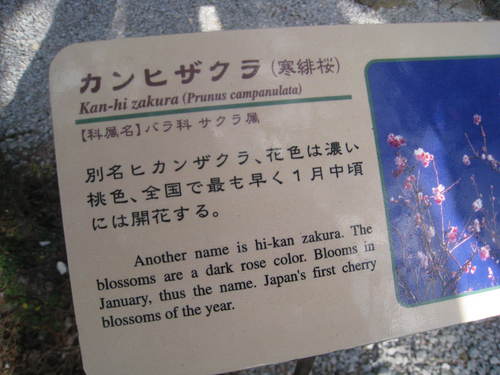 カンヒザクラ(寒緋桜)
Kan-hi zakura (Prunus campanulata)
【科属名】バラ科 サクラ属
別名ヒカンザクラ、花色は濃い
桃色、全国で最も早く1月中頃
には開花する。
Another name is hi-kan zakura. The
blossoms are a dark rose color. Blooms in
January, thus the name. Japan's first cherry
blossoms of the year.